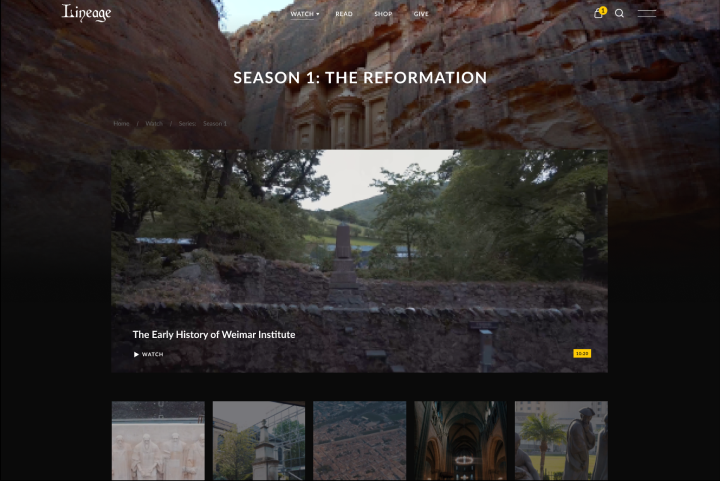 Lineage
WATCH READ SHOP GIVE
1
SEASON 1: THE REFORMATION
Home / Watch / Series Season 1
The Early History of Weimar Institute
WATCH
10:28